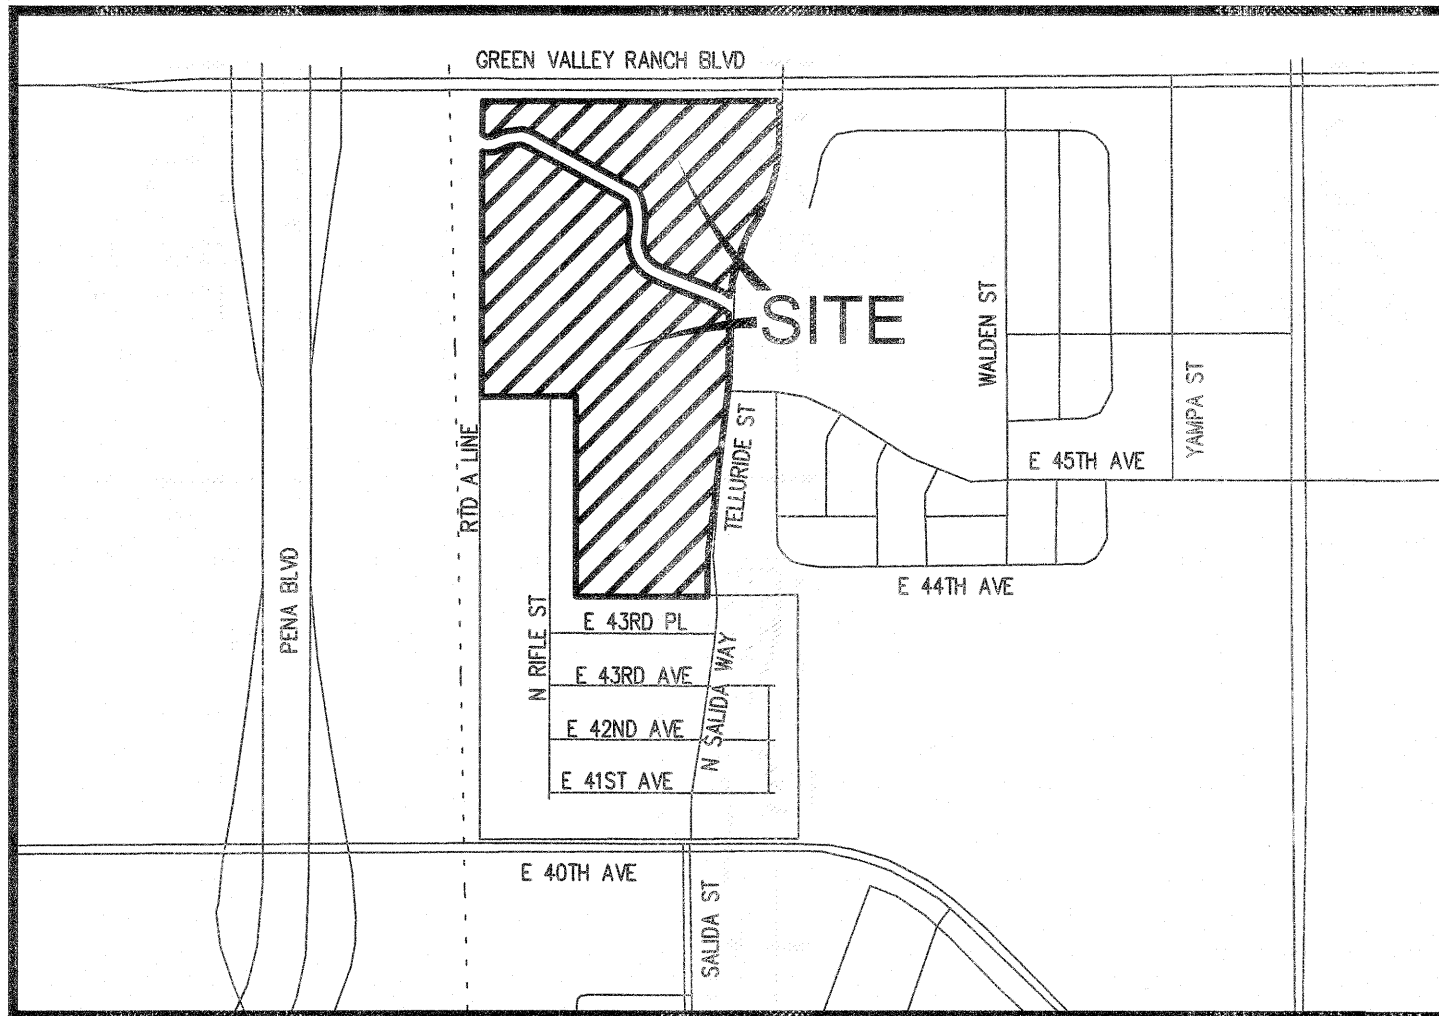 GREEN VALLEY RANCH BLVD
SITE
WALDEN ST
YAMPA ST
RTD A LINE
TELLURIDE ST
E 45TH AVE
PENA BLVD
E 44TH AVE
N RIFLE ST
E 43RD PL
E 43RD AVE
N SALIDA WAY
E 42ND AVE
E 41ST AVE
E 40TH AVE
SALIDA ST